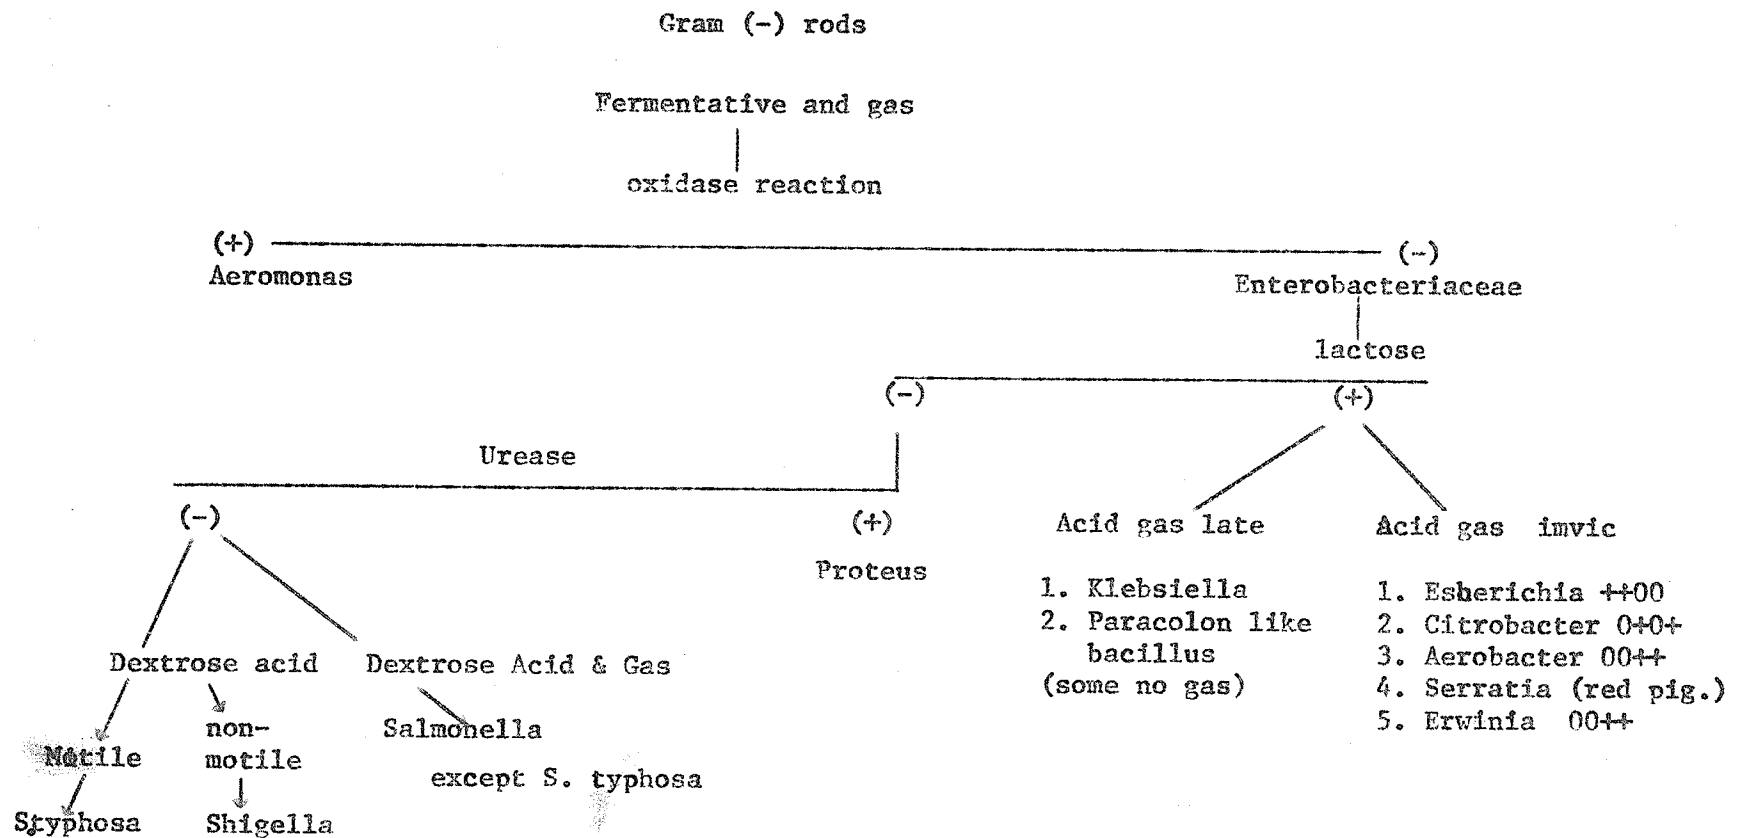 Gram (-) rods
Fermentative and gas
oxidase reaction
(+) (-)
Aeromonas Enterobacteriaceae
lactose
(-) (+)
Urease
(-) (+) Acid gas late Acid gas imvic
Proteus
1. Klebsiella 1. Esherichia ++00
2. Paracolon like 2. Citrobacter 0+0+
bacillus 3. Aerobacter 00++
(some no gas) 4. Serratia (red pig.)
5. Erwinia 00++
Dextrose acid Dextrose Acid & Gas
non- Salmonella
Motile motile
except S. typhosa
S.typhosa Shigella